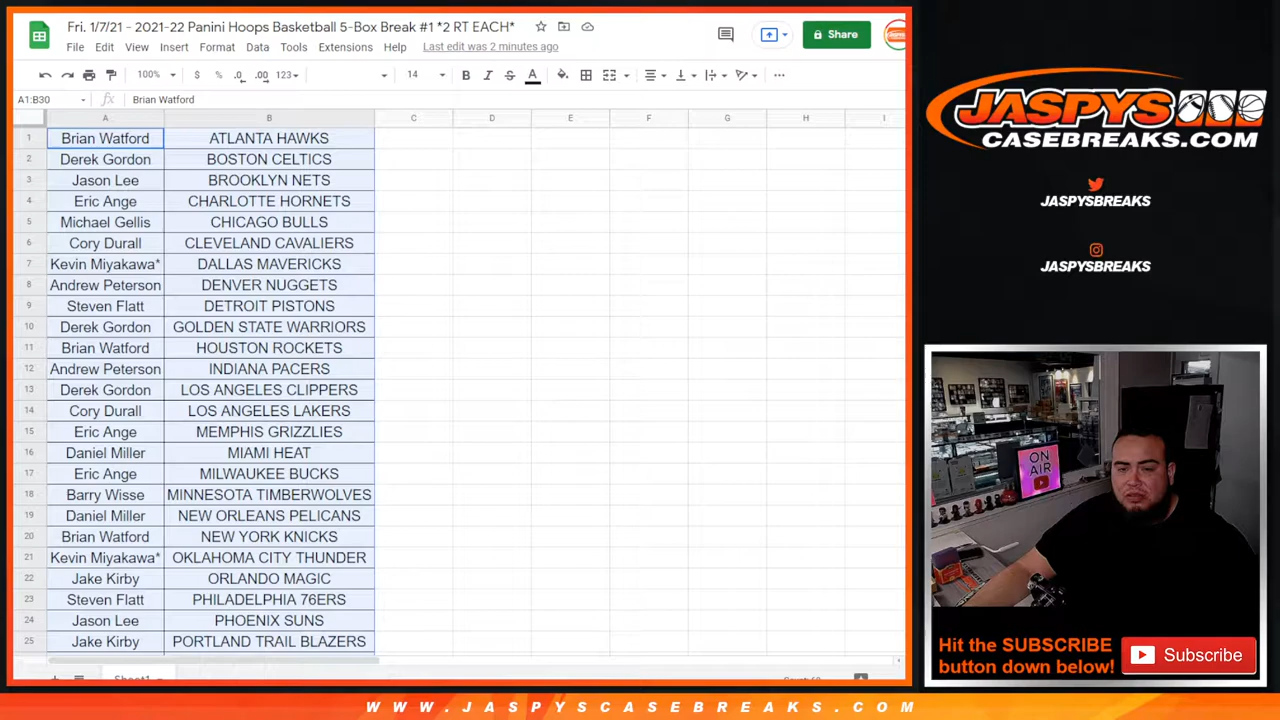 Fri. 1/7/21 - 2021-22 Panini Hoops Basketball 5-Box Break #1 *2 RT EACH*
File Edit View Insert Format Data Tools Extensions Help Last edit was 2 minutes ago
Share
100% $ % .0 .00 123 14 B I S A
A1:B30 fx Brian Watford
A B C D E F G H I
1 Brian Watford ATLANTA HAWKS
2 Derek Gordon BOSTON CELTICS
3 Jason Lee BROOKLYN NETS
4 Eric Ange CHARLOTTE HORNETS
5 Michael Gellis CHICAGO BULLS
6 Cory Durall CLEVELAND CAVALIERS
7 Kevin Miyakawa* DALLAS MAVERICKS
8 Andrew Peterson DENVER NUGGETS
9 Steven Flatt DETROIT PISTONS
10 Derek Gordon GOLDEN STATE WARRIORS
11 Brian Watford HOUSTON ROCKETS
12 Andrew Peterson INDIANA PACERS
13 Derek Gordon LOS ANGELES CLIPPERS
14 Cory Durall LOS ANGELES LAKERS
15 Eric Ange MEMPHIS GRIZZLIES
16 Daniel Miller MIAMI HEAT
17 Eric Ange MILWAUKEE BUCKS
18 Barry Wisse MINNESOTA TIMBERWOLVES
19 Daniel Miller NEW ORLEANS PELICANS
20 Brian Watford NEW YORK KNICKS
21 Kevin Miyakawa* OKLAHOMA CITY THUNDER
22 Jake Kirby ORLANDO MAGIC
23 Steven Flatt PHILADELPHIA 76ERS
24 Jason Lee PHOENIX SUNS
25 Jake Kirby PORTLAND TRAIL BLAZERS
JASPYS
CASEBREAKS.COM
JASPYSBREAKS
JASPYSBREAKS
ON
AIR
Hit the SUBSCRIBE
button down below!
Subscribe
WWW.JASPYSCASEBREAKS.COM